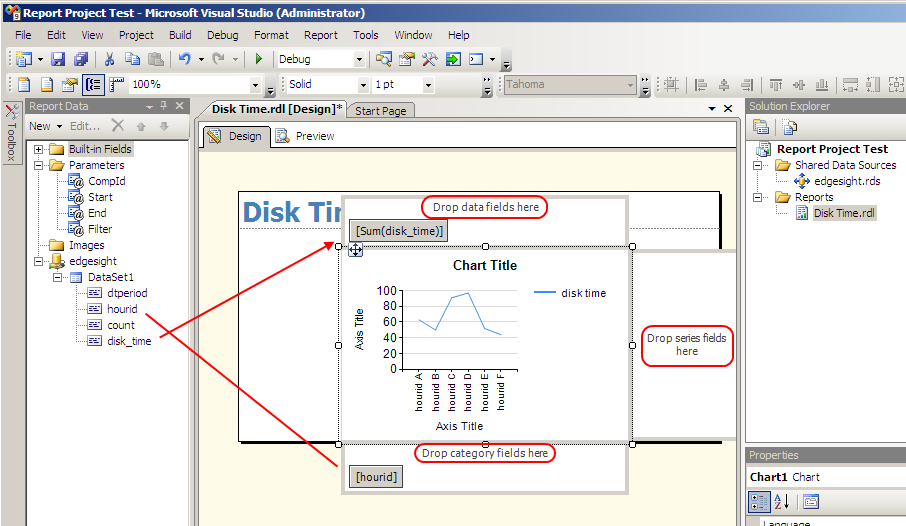 Report Project Test - Microsoft Visual Studio (Administrator)
File Edit View Project Build Debug Format Report Tools Window Help
Debug
100% Solid 1 pt Tahoma
Toolbox
Report Data
New Edit...
Built-in Fields
Parameters
CompId
Start
End
Filter
Images
edgesight
DataSet1
dtperiod
hourid
count
disk_time
Disk Time.rdl [Design]* Start Page
Design Preview
Disk Tim
Drop data fields here
[Sum(disk_time)]
Chart Title
disk time
100
80
60
40
20
0
Axis Title
hourid A
hourid B
hourid C
hourid D
hourid E
hourid F
Axis Title
Drop series fields
here
Drop category fields here
[hourid]
Solution Explorer
Report Project Test
Shared Data Sources
edgesight.rds
Reports
Disk Time.rdl
Properties
Chart1 Chart
Language